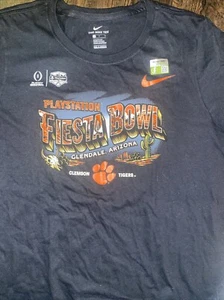 PLAYSTATION
FIESTA BOWL
GLENDALE, ARIZONA
CLEMSON TIGERS